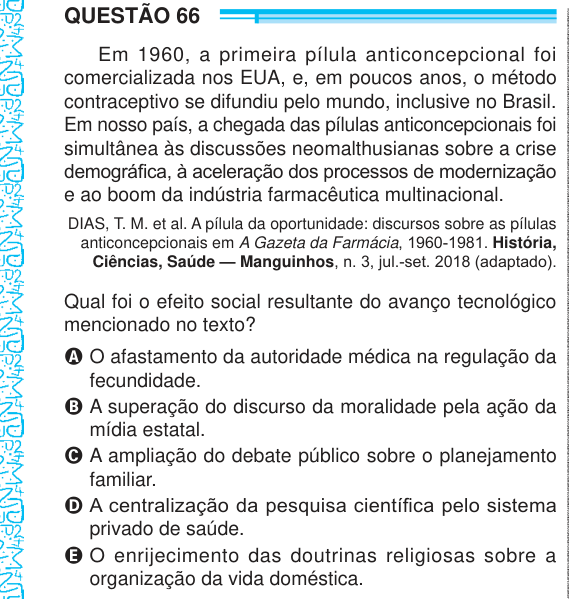 QUESTÃO 66
Em 1960, a primeira pílula anticoncepcional foi
comercializada nos EUA, e, em poucos anos, o método
contraceptivo se difundiu pelo mundo, inclusive no Brasil.
Em nosso país, a chegada das pílulas anticoncepcionais foi
simultânea às discussões neomalthusianas sobre a crise
demográfica, à aceleração dos processos de modernização
e ao boom da indústria farmacêutica multinacional.
DIAS, T. M. et al. A pílula da oportunidade: discursos sobre as pílulas
anticoncepcionais em A Gazeta da Farmácia, 1960-1981. História,
Ciências, Saúde — Manguinhos, n. 3, jul.-set. 2018 (adaptado).
Qual foi o efeito social resultante do avanço tecnológico
mencionado no texto?
A O afastamento da autoridade médica na regulação da
fecundidade.
B A superação do discurso da moralidade pela ação da
mídia estatal.
C A ampliação do debate público sobre o planejamento
familiar.
D A centralização da pesquisa científica pelo sistema
privado de saúde.
E O enrijecimento das doutrinas religiosas sobre a
organização da vida doméstica.